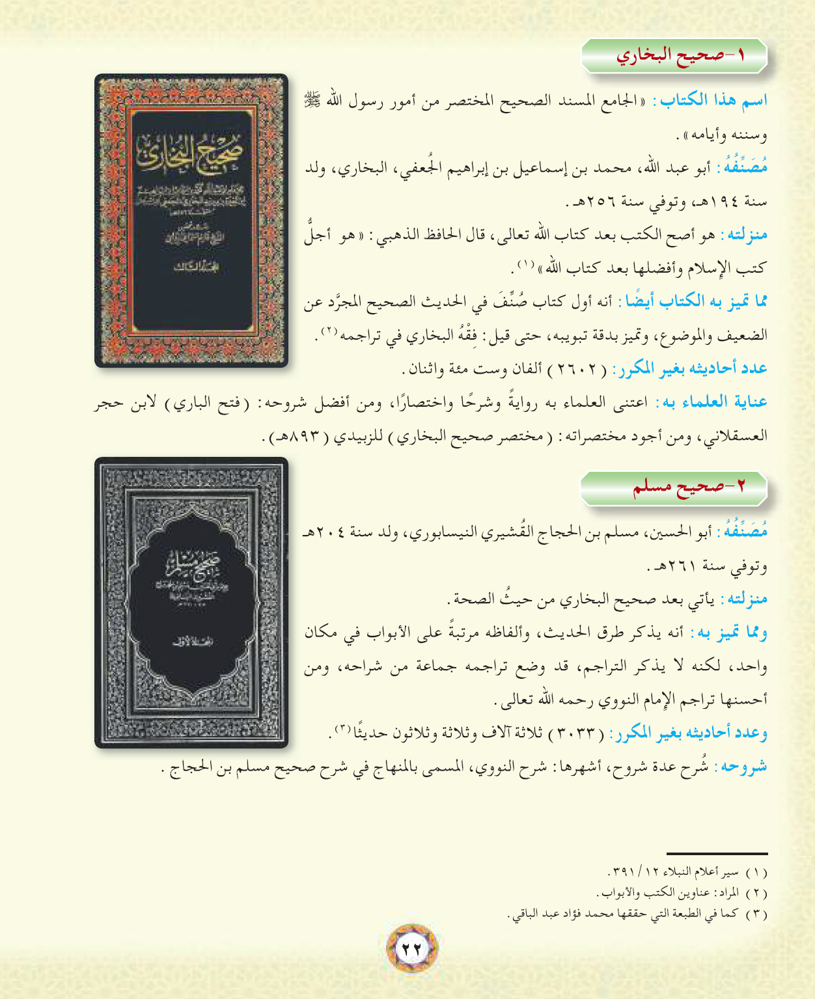 ١-صحيح البخاري
اسم هذا الكتاب: «الجامع المسند الصحيح المختصر من أمور رسول الله ﷺ
وسننه وأيامه».
مُصَنِّفُهُ: أبو عبد الله، محمد بن إسماعيل بن إبراهيم الجُعفي، البخاري، ولد
سنة ١٩٤هـ، وتوفي سنة ٢٥٦هـ.
منزلته: هو أصح الكتب بعد كتاب الله تعالى، قال الحافظ الذهبي: «هو أجلُّ
كتب الإسلام وأفضلها بعد كتاب الله»(١).
مما تميز به الكتاب أيضًا: أنه أول كتاب صُنِّفَ في الحديث الصحيح المجرَّد عن
الضعيف والموضوع، وتميز بدقة تبويبه، حتى قيل: فِقْهُ البخاري في تراجمه(٢).
عدد أحاديثه بغير المكرر: (٢٦٠٢) ألفان وست مئة واثنان.
عناية العلماء به: اعتنى العلماء به روايةً وشرحًا واختصارًا، ومن أفضل شروحه: (فتح الباري) لابن حجر
العسقلاني، ومن أجود مختصراته: (مختصر صحيح البخاري) للزبيدي (٨٩٣هـ).
صحيح البخاري
المجلد الثالث
٢-صحيح مسلم
مُصَنِّفُهُ: أبو الحسين، مسلم بن الحجاج القُشيري النيسابوري، ولد سنة ٢٠٤هـ
وتوفي سنة ٢٦١هـ.
منزلته: يأتي بعد صحيح البخاري من حيثُ الصحة.
ومما تميز به: أنه يذكر طرق الحديث، وألفاظه مرتبةً على الأبواب في مكان
واحد، لكنه لا يذكر التراجم، قد وضع تراجمه جماعة من شراحه، ومن
أحسنها تراجم الإمام النووي رحمه الله تعالى.
وعدد أحاديثه بغير المكرر: (٣٠٣٣) ثلاثة آلاف وثلاثة وثلاثون حديثًا(٣).
شروحه: شُرح عدة شروح، أشهرها: شرح النووي، المسمى بالمنهاج في شرح صحيح مسلم بن الحجاج.
صحيح مسلم
المجلد الأول
(١) سير أعلام النبلاء ٣٩١/١٢.
(٢) المراد: عناوين الكتب والأبواب.
(٣) كما في الطبعة التي حققها محمد فؤاد عبد الباقي.
٢٢